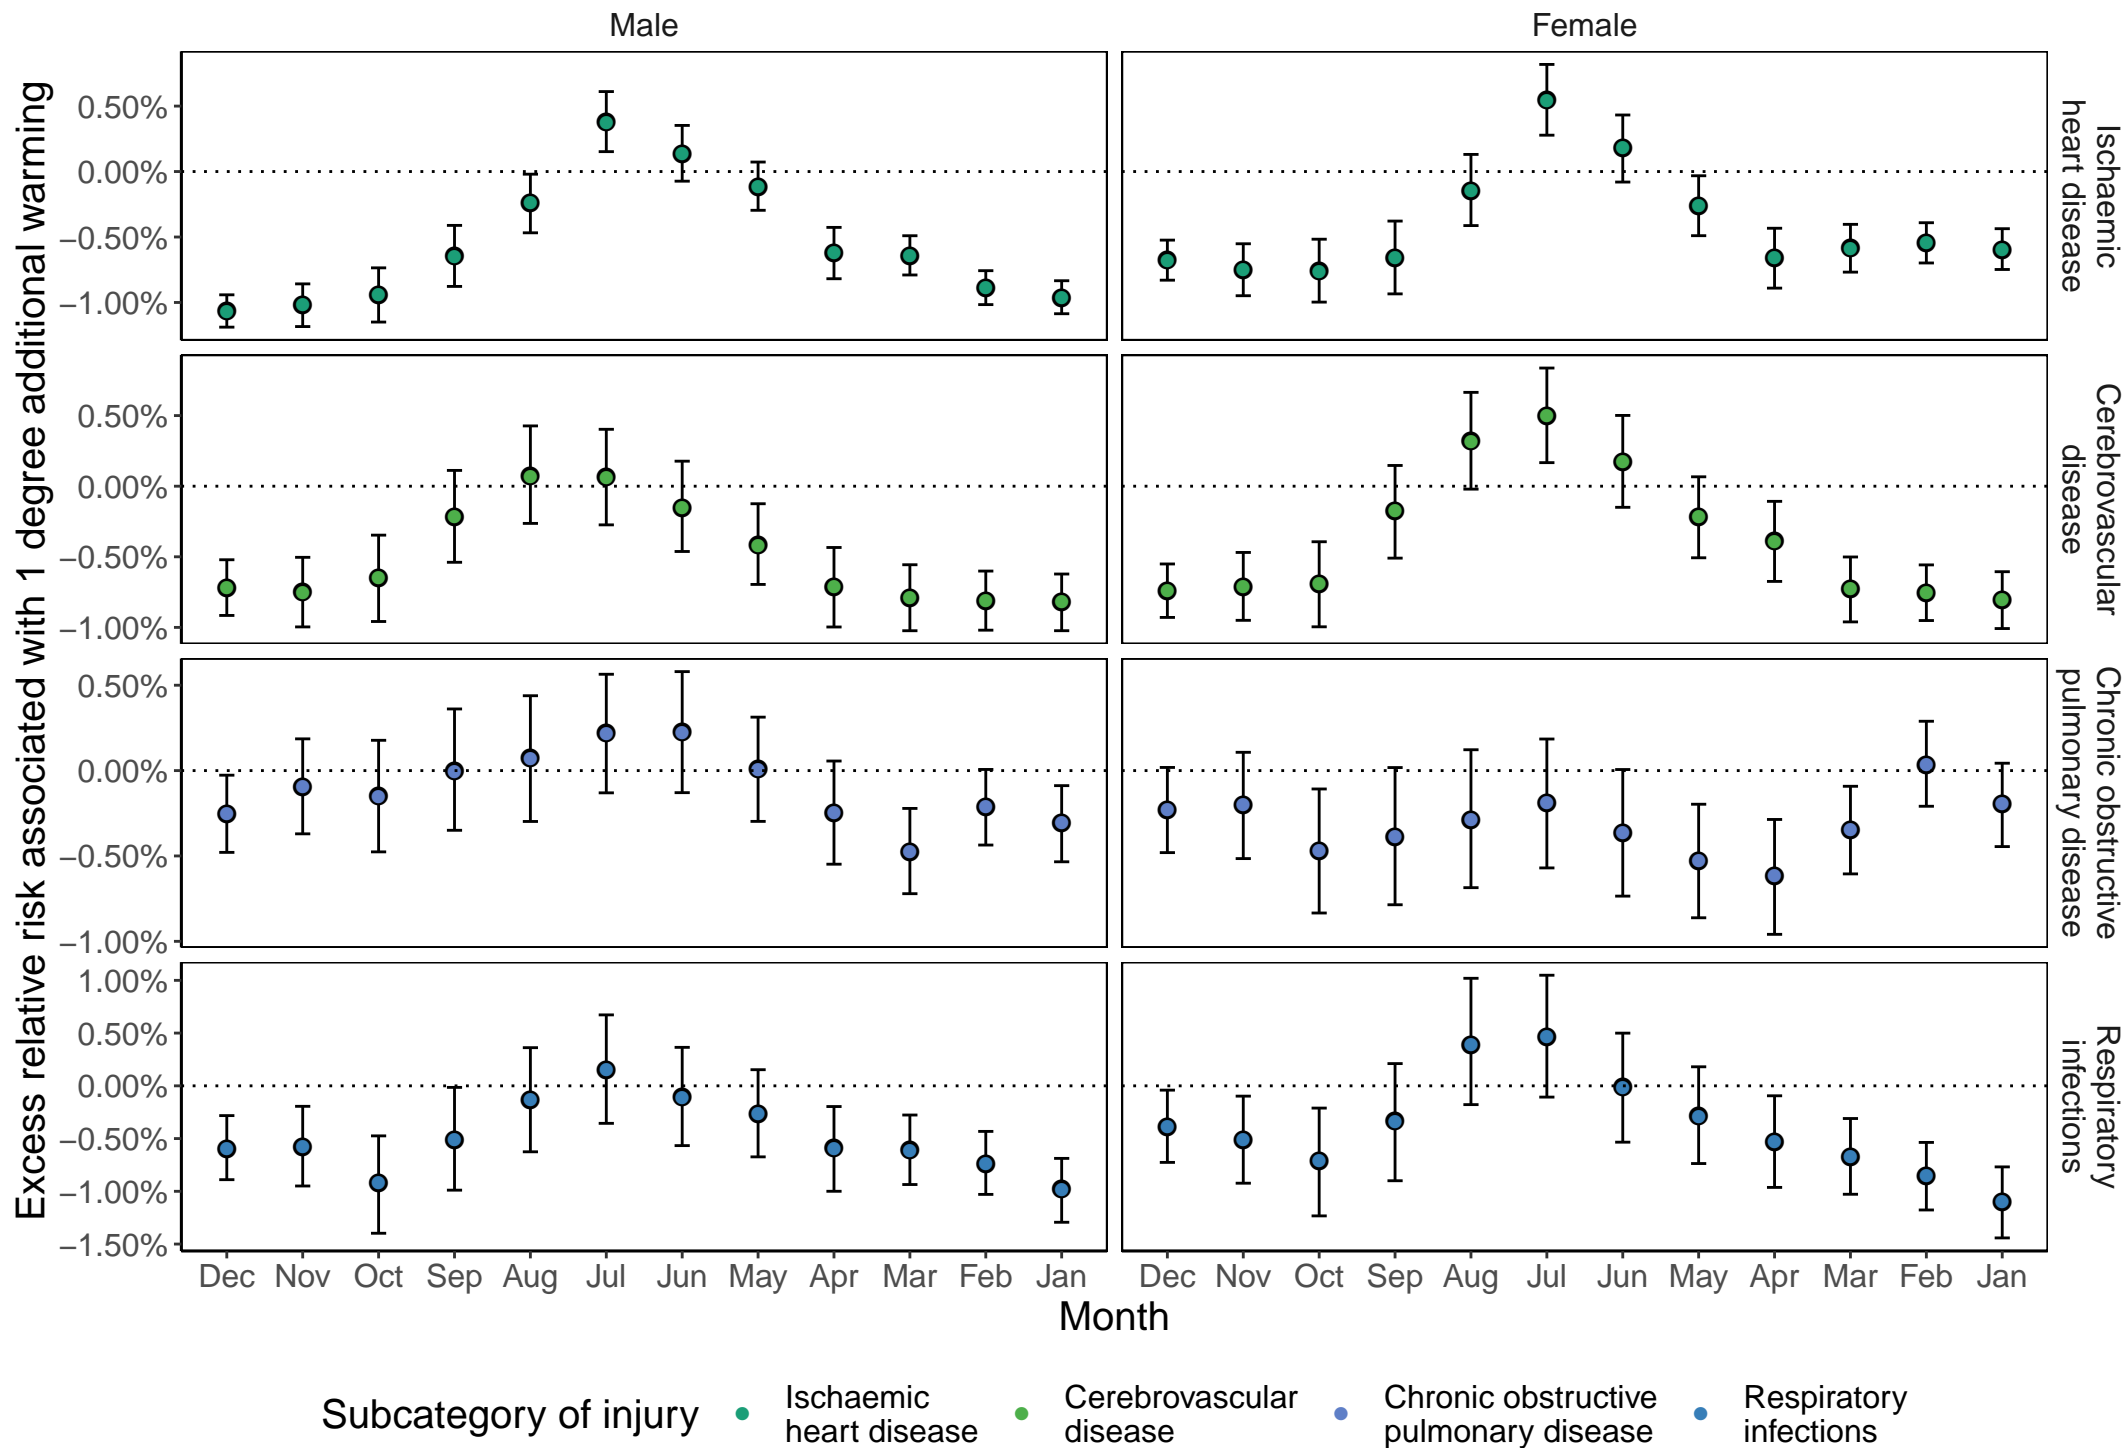 Male
Female
Excess relative risk associated with 1 degree additional warming
0.50%
0.00%
−0.50%
−1.00%
Ischaemic
heart disease
0.50%
0.00%
−0.50%
−1.00%
Cerebrovascular
disease
0.50%
0.00%
−0.50%
−1.00%
Chronic obstructive
pulmonary disease
1.00%
0.50%
0.00%
−0.50%
−1.00%
−1.50%
Respiratory
infections
Dec Nov Oct Sep Aug Jul Jun May Apr Mar Feb Jan
Dec Nov Oct Sep Aug Jul Jun May Apr Mar Feb Jan
Month
Subcategory of injury
Ischaemic
heart disease
Cerebrovascular
disease
Chronic obstructive
pulmonary disease
Respiratory
infections